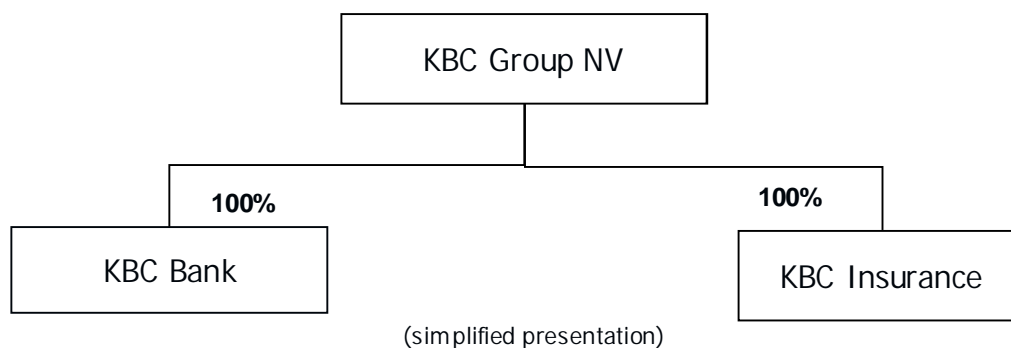 KBC Group NV
100%
100%
KBC Bank
KBC Insurance
(simplified presentation)